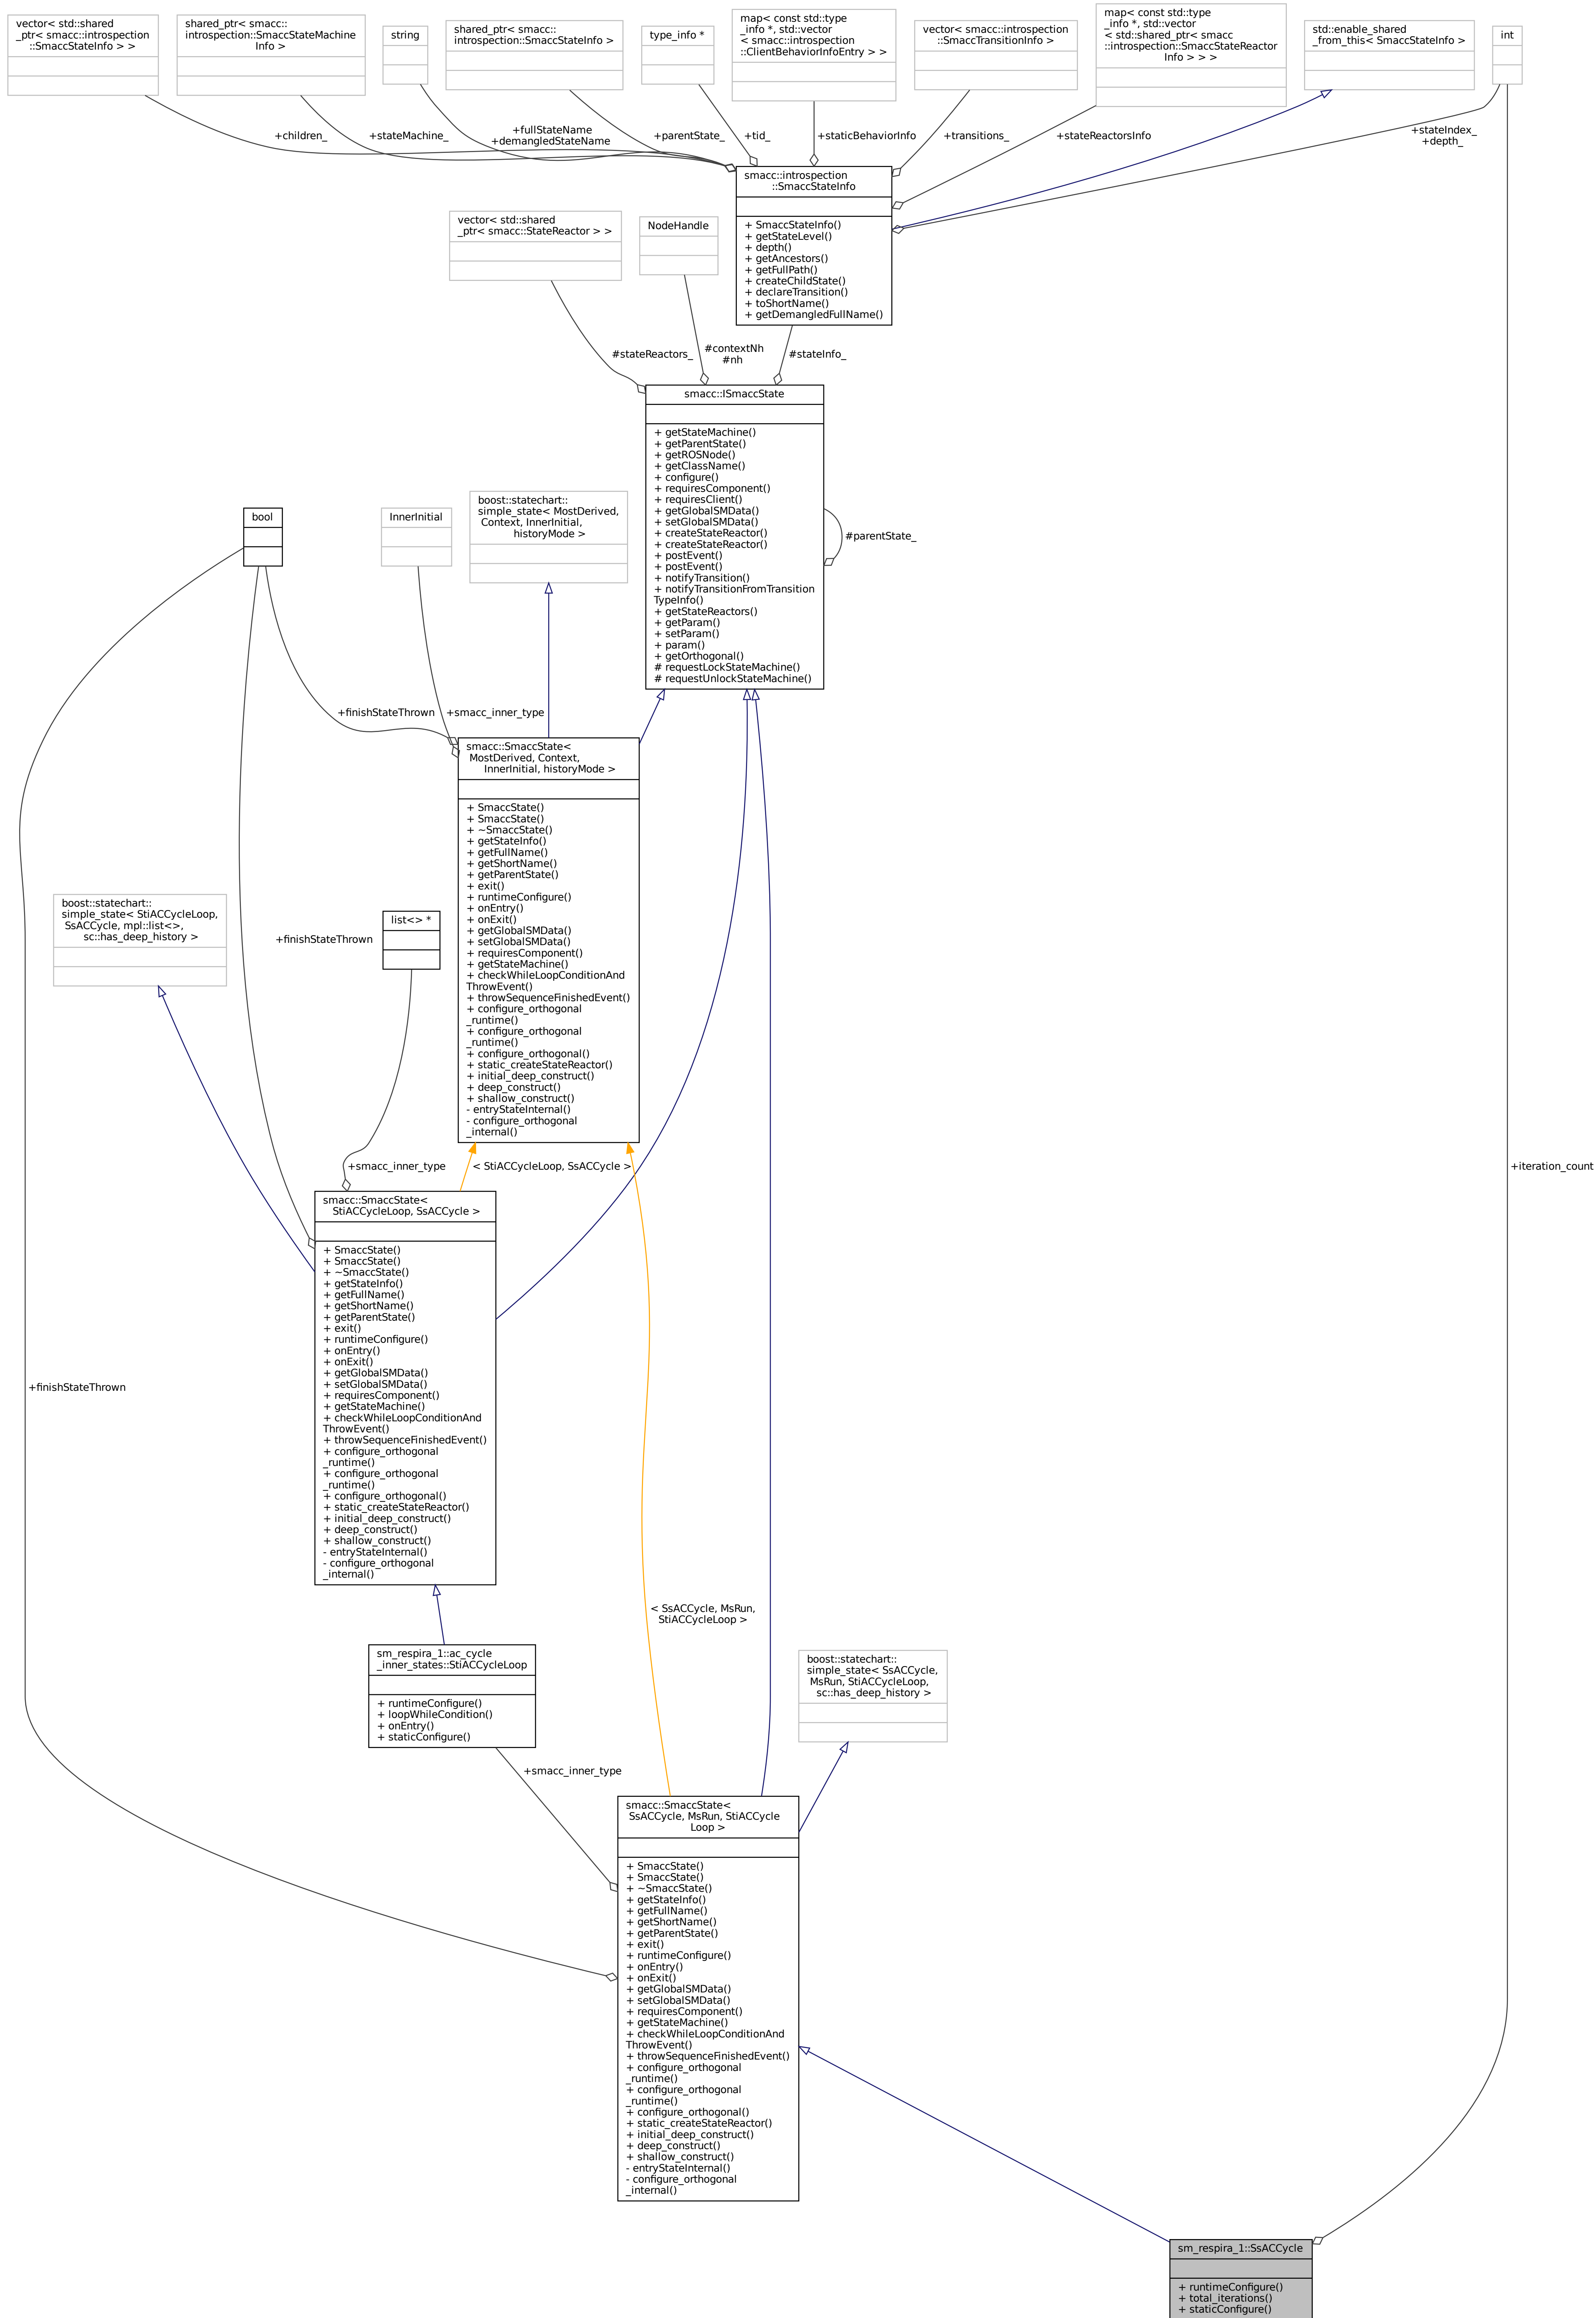 vector< std::shared
_ptr< smacc::introspection
::SmaccStateInfo > >
shared_ptr< smacc::
introspection::SmaccStateMachine
Info >
string
shared_ptr< smacc::
introspection::SmaccStateInfo >
type_info *
map< const std::type
_info *, std::vector
< smacc::introspection
::ClientBehaviorInfoEntry > >
vector< smacc::introspection
::SmaccTransitionInfo >
map< const std::type
_info *, std::vector
< std::shared_ptr< smacc
::introspection::SmaccStateReactor
Info > > >
std::enable_shared
_from_this< SmaccStateInfo >
int
+children_
+stateMachine_
+fullStateName
+demangledStateName
+parentState_
+tid_
+staticBehaviorInfo
+transitions_
+stateReactorsInfo
+stateIndex_
+depth_
smacc::introspection
::SmaccStateInfo
+ SmaccStateInfo()
+ getStateLevel()
+ depth()
+ getAncestors()
+ getFullPath()
+ createChildState()
+ declareTransition()
+ toShortName()
+ getDemangledFullName()
vector< std::shared
_ptr< smacc::StateReactor > >
NodeHandle
#stateReactors_
#contextNh
#nh
#stateInfo_
smacc::ISmaccState
+ getStateMachine()
+ getParentState()
+ getROSNode()
+ getClassName()
+ configure()
+ requiresComponent()
+ requiresClient()
+ getGlobalSMData()
+ setGlobalSMData()
+ createStateReactor()
+ createStateReactor()
+ postEvent()
+ postEvent()
+ notifyTransition()
+ notifyTransitionFromTransition
TypeInfo()
+ getStateReactors()
+ getParam()
+ setParam()
+ param()
+ getOrthogonal()
# requestLockStateMachine()
# requestUnlockStateMachine()
#parentState_
bool
InnerInitial
boost::statechart::
simple_state< MostDerived,
Context, InnerInitial,
historyMode >
+finishStateThrown
+smacc_inner_type
smacc::SmaccState<
MostDerived, Context,
InnerInitial, historyMode >
+ SmaccState()
+ SmaccState()
+ ~SmaccState()
+ getStateInfo()
+ getFullName()
+ getShortName()
+ getParentState()
+ exit()
+ runtimeConfigure()
+ onEntry()
+ onExit()
+ getGlobalSMData()
+ setGlobalSMData()
+ requiresComponent()
+ getStateMachine()
+ checkWhileLoopConditionAnd
ThrowEvent()
+ throwSequenceFinishedEvent()
+ configure_orthogonal
_runtime()
+ configure_orthogonal
_runtime()
+ configure_orthogonal()
+ static_createStateReactor()
+ initial_deep_construct()
+ deep_construct()
+ shallow_construct()
- entryStateInternal()
- configure_orthogonal
_internal()
boost::statechart::
simple_state< StiACCycleLoop,
SsACCycle, mpl::list<>,
sc::has_deep_history >
+finishStateThrown
list<> *
+smacc_inner_type
< StiACCycleLoop, SsACCycle >
+iteration_count
smacc::SmaccState<
StiACCycleLoop, SsACCycle >
+ SmaccState()
+ SmaccState()
+ ~SmaccState()
+ getStateInfo()
+ getFullName()
+ getShortName()
+ getParentState()
+ exit()
+ runtimeConfigure()
+ onEntry()
+ onExit()
+ getGlobalSMData()
+ setGlobalSMData()
+ requiresComponent()
+ getStateMachine()
+ checkWhileLoopConditionAnd
ThrowEvent()
+ throwSequenceFinishedEvent()
+ configure_orthogonal
_runtime()
+ configure_orthogonal
_runtime()
+ configure_orthogonal()
+ static_createStateReactor()
+ initial_deep_construct()
+ deep_construct()
+ shallow_construct()
- entryStateInternal()
- configure_orthogonal
_internal()
+finishStateThrown
< SsACCycle, MsRun,
StiACCycleLoop >
sm_respira_1::ac_cycle
_inner_states::StiACCycleLoop
+ runtimeConfigure()
+ loopWhileCondition()
+ onEntry()
+ staticConfigure()
boost::statechart::
simple_state< SsACCycle,
MsRun, StiACCycleLoop,
sc::has_deep_history >
+smacc_inner_type
smacc::SmaccState<
SsACCycle, MsRun, StiACCycle
Loop >
+ SmaccState()
+ SmaccState()
+ ~SmaccState()
+ getStateInfo()
+ getFullName()
+ getShortName()
+ getParentState()
+ exit()
+ runtimeConfigure()
+ onEntry()
+ onExit()
+ getGlobalSMData()
+ setGlobalSMData()
+ requiresComponent()
+ getStateMachine()
+ checkWhileLoopConditionAnd
ThrowEvent()
+ throwSequenceFinishedEvent()
+ configure_orthogonal
_runtime()
+ configure_orthogonal
_runtime()
+ configure_orthogonal()
+ static_createStateReactor()
+ initial_deep_construct()
+ deep_construct()
+ shallow_construct()
- entryStateInternal()
- configure_orthogonal
_internal()
sm_respira_1::SsACCycle
+ runtimeConfigure()
+ total_iterations()
+ staticConfigure()